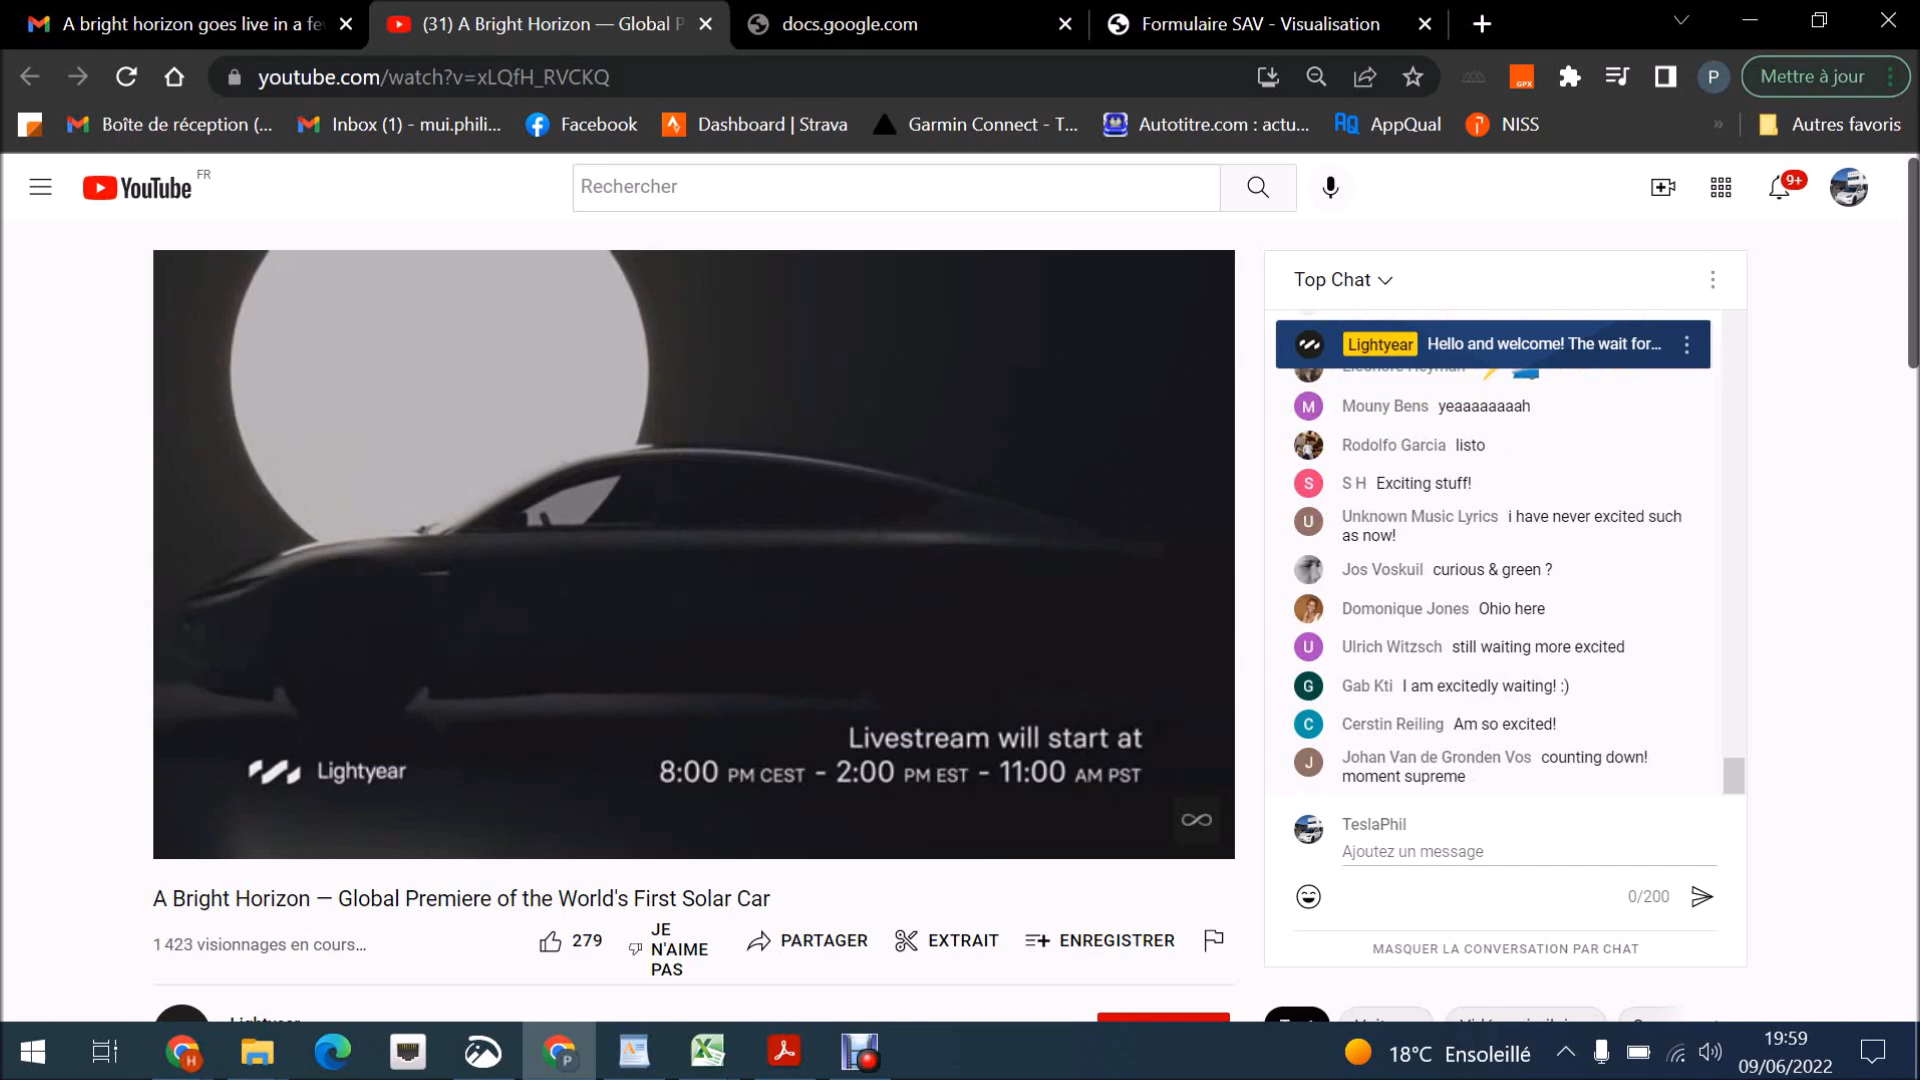 A bright horizon goes live in a fe
(31) A Bright Horizon — Global P
docs.google.com
Formulaire SAV - Visualisation
youtube.com/watch?v=xLQfH_RVCKQ
GPX
P
Mettre à jour
Boîte de réception (...
Inbox (1) - mui.phili...
Facebook
Dashboard | Strava
Garmin Connect - T...
Autotitre.com : actu...
AQ AppQual
NISS
»
Autres favoris
YouTube FR
Rechercher
9+
Top Chat
Lightyear Hello and welcome! The wait for...
M Mouny Bens yeaaaaaaaah
Rodolfo Garcia listo
S S H Exciting stuff!
U Unknown Music Lyrics i have never excited such
as now!
Jos Voskuil curious & green ?
Domonique Jones Ohio here
U Ulrich Witzsch still waiting more excited
G Gab Kti I am excitedly waiting! :)
C Cerstin Reiling Am so excited!
J Johan Van de Gronden Vos counting down!
moment supreme
TeslaPhil
Ajoutez un message
0/200
MASQUER LA CONVERSATION PAR CHAT
Livestream will start at
8:00 PM CEST - 2:00 PM EST - 11:00 AM PST
Lightyear
A Bright Horizon — Global Premiere of the World's First Solar Car
1 423 visionnages en cours...
279
JE
N'AIME
PAS
PARTAGER
EXTRAIT
ENREGISTRER
H
P
18°C Ensoleillé
19:59
09/06/2022